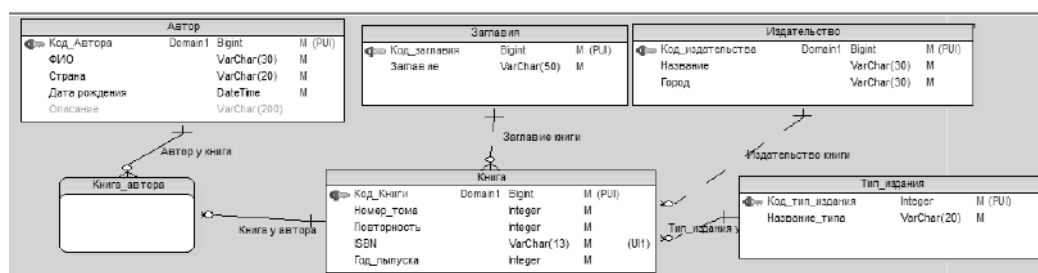 Автор
Код_Автора Domain1 Bigint M (PUI)
ФИО VarChar(30) M
Страна VarChar(20) M
Дата рождения DateTime M
Описание VarChar(200)
Заглавия
Код_заглавия Bigint M (PUI)
Заглавие VarChar(50) M
Издательство
Код_издательства Domain1 Bigint M (PUI)
Название VarChar(30) M
Город VarChar(30) M
Автор у книги
Заглавие книги
Издательство книги
Книга_автора
Книга у автора
Книга
Код_Книги Domain1 Bigint M (PUI)
Номер_тома Integer M
Повторность Integer M
ISBN VarChar(13) M (UI1)
Год_выпуска Integer M
Тип_издания у
Тип_издания
Код_тип_издания Integer M (PUI)
Название_типа VarChar(20) M